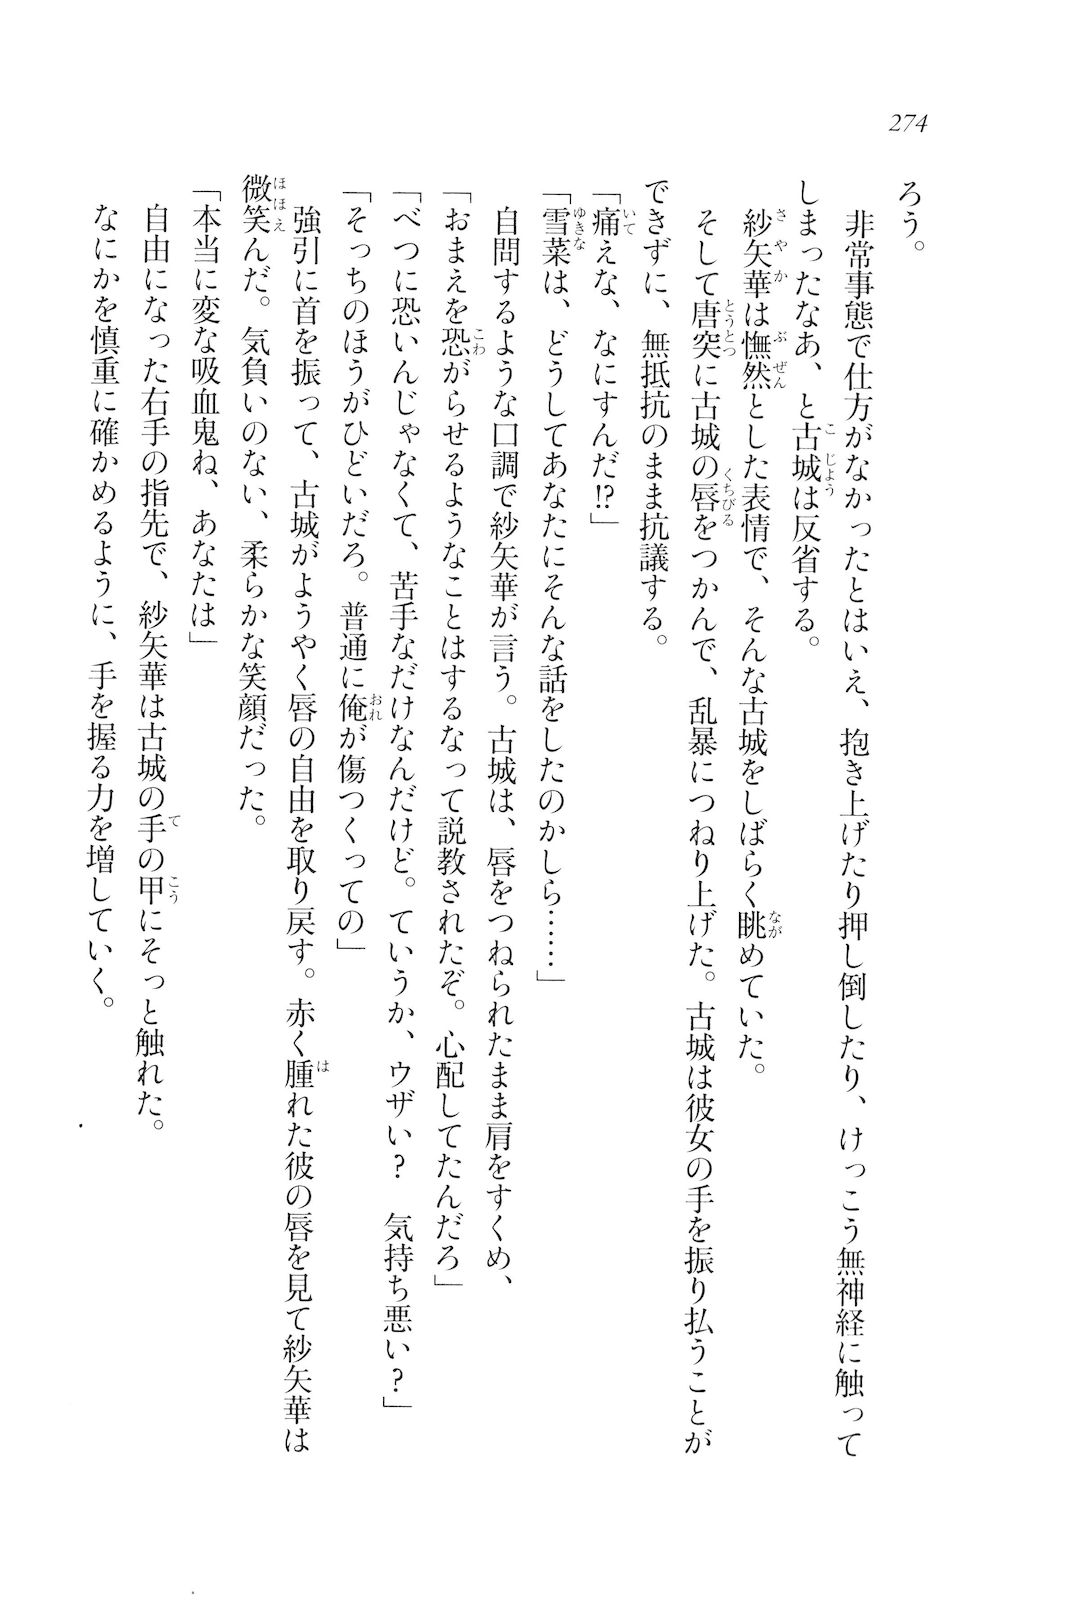 274
ろう。
　非常事態で仕方がなかったとはいえ、抱き上げたり押し倒したり、けっこう無神経に触って
しまったなあ、と古城は反省する。
　紗矢華は憮然とした表情で、そんな古城をしばらく眺めていた。
　そして唐突に古城の唇をつかんで、乱暴につねり上げた。古城は彼女の手を振り払うことが
できずに、無抵抗のまま抗議する。
「痛えな、なにすんだ!?」
「雪菜は、どうしてあなたにそんな話をしたのかしら……」
　自問するような口調で紗矢華が言う。古城は、唇をつねられたまま肩をすくめ、
「おまえを恐がらせるようなことはするなって説教されたぞ。心配してたんだろ」
「べつに恐いんじゃなくて、苦手なだけなんだけど。ていうか、ウザい？　気持ち悪い？」
「そっちのほうがひどいだろ。普通に俺が傷つくっての」
　強引に首を振って、古城がようやく唇の自由を取り戻す。赤く腫れた彼の唇を見て紗矢華は
微笑んだ。気負いのない、柔らかな笑顔だった。
「本当に変な吸血鬼ね、あなたは」
　自由になった右手の指先で、紗矢華は古城の手の甲にそっと触れた。
　なにかを慎重に確かめるように、手を握る力を増していく。